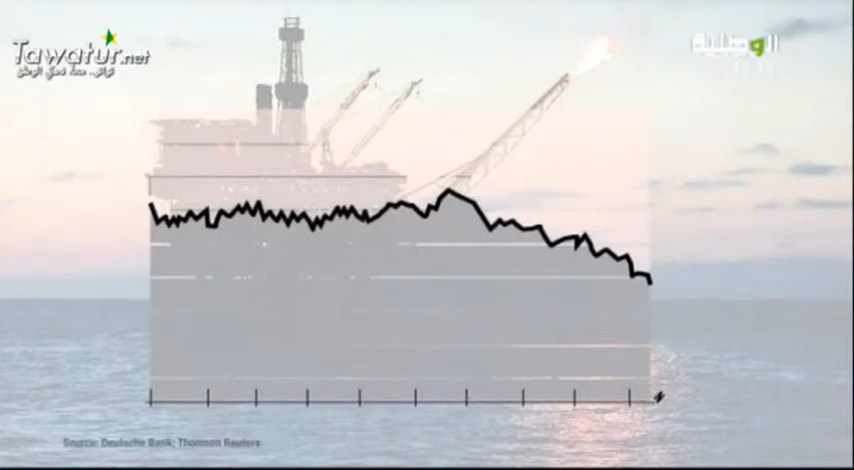 Tawatur.net
الوطنية
Source: Deutsche Bank; Thomson Reuters